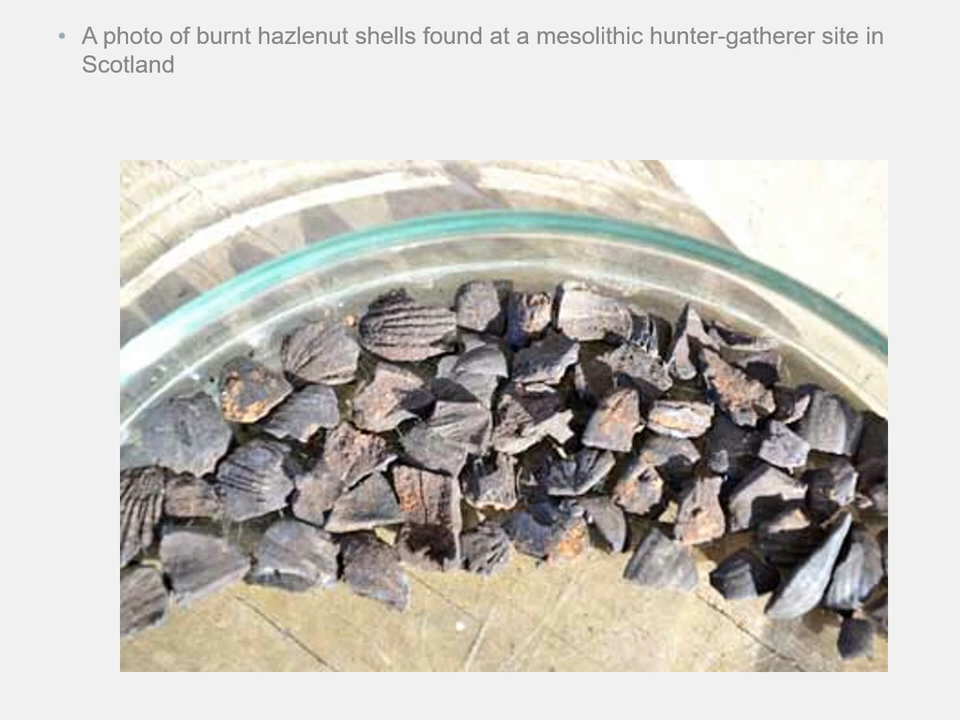 • A photo of burnt hazlenut shells found at a mesolithic hunter-gatherer site in
Scotland